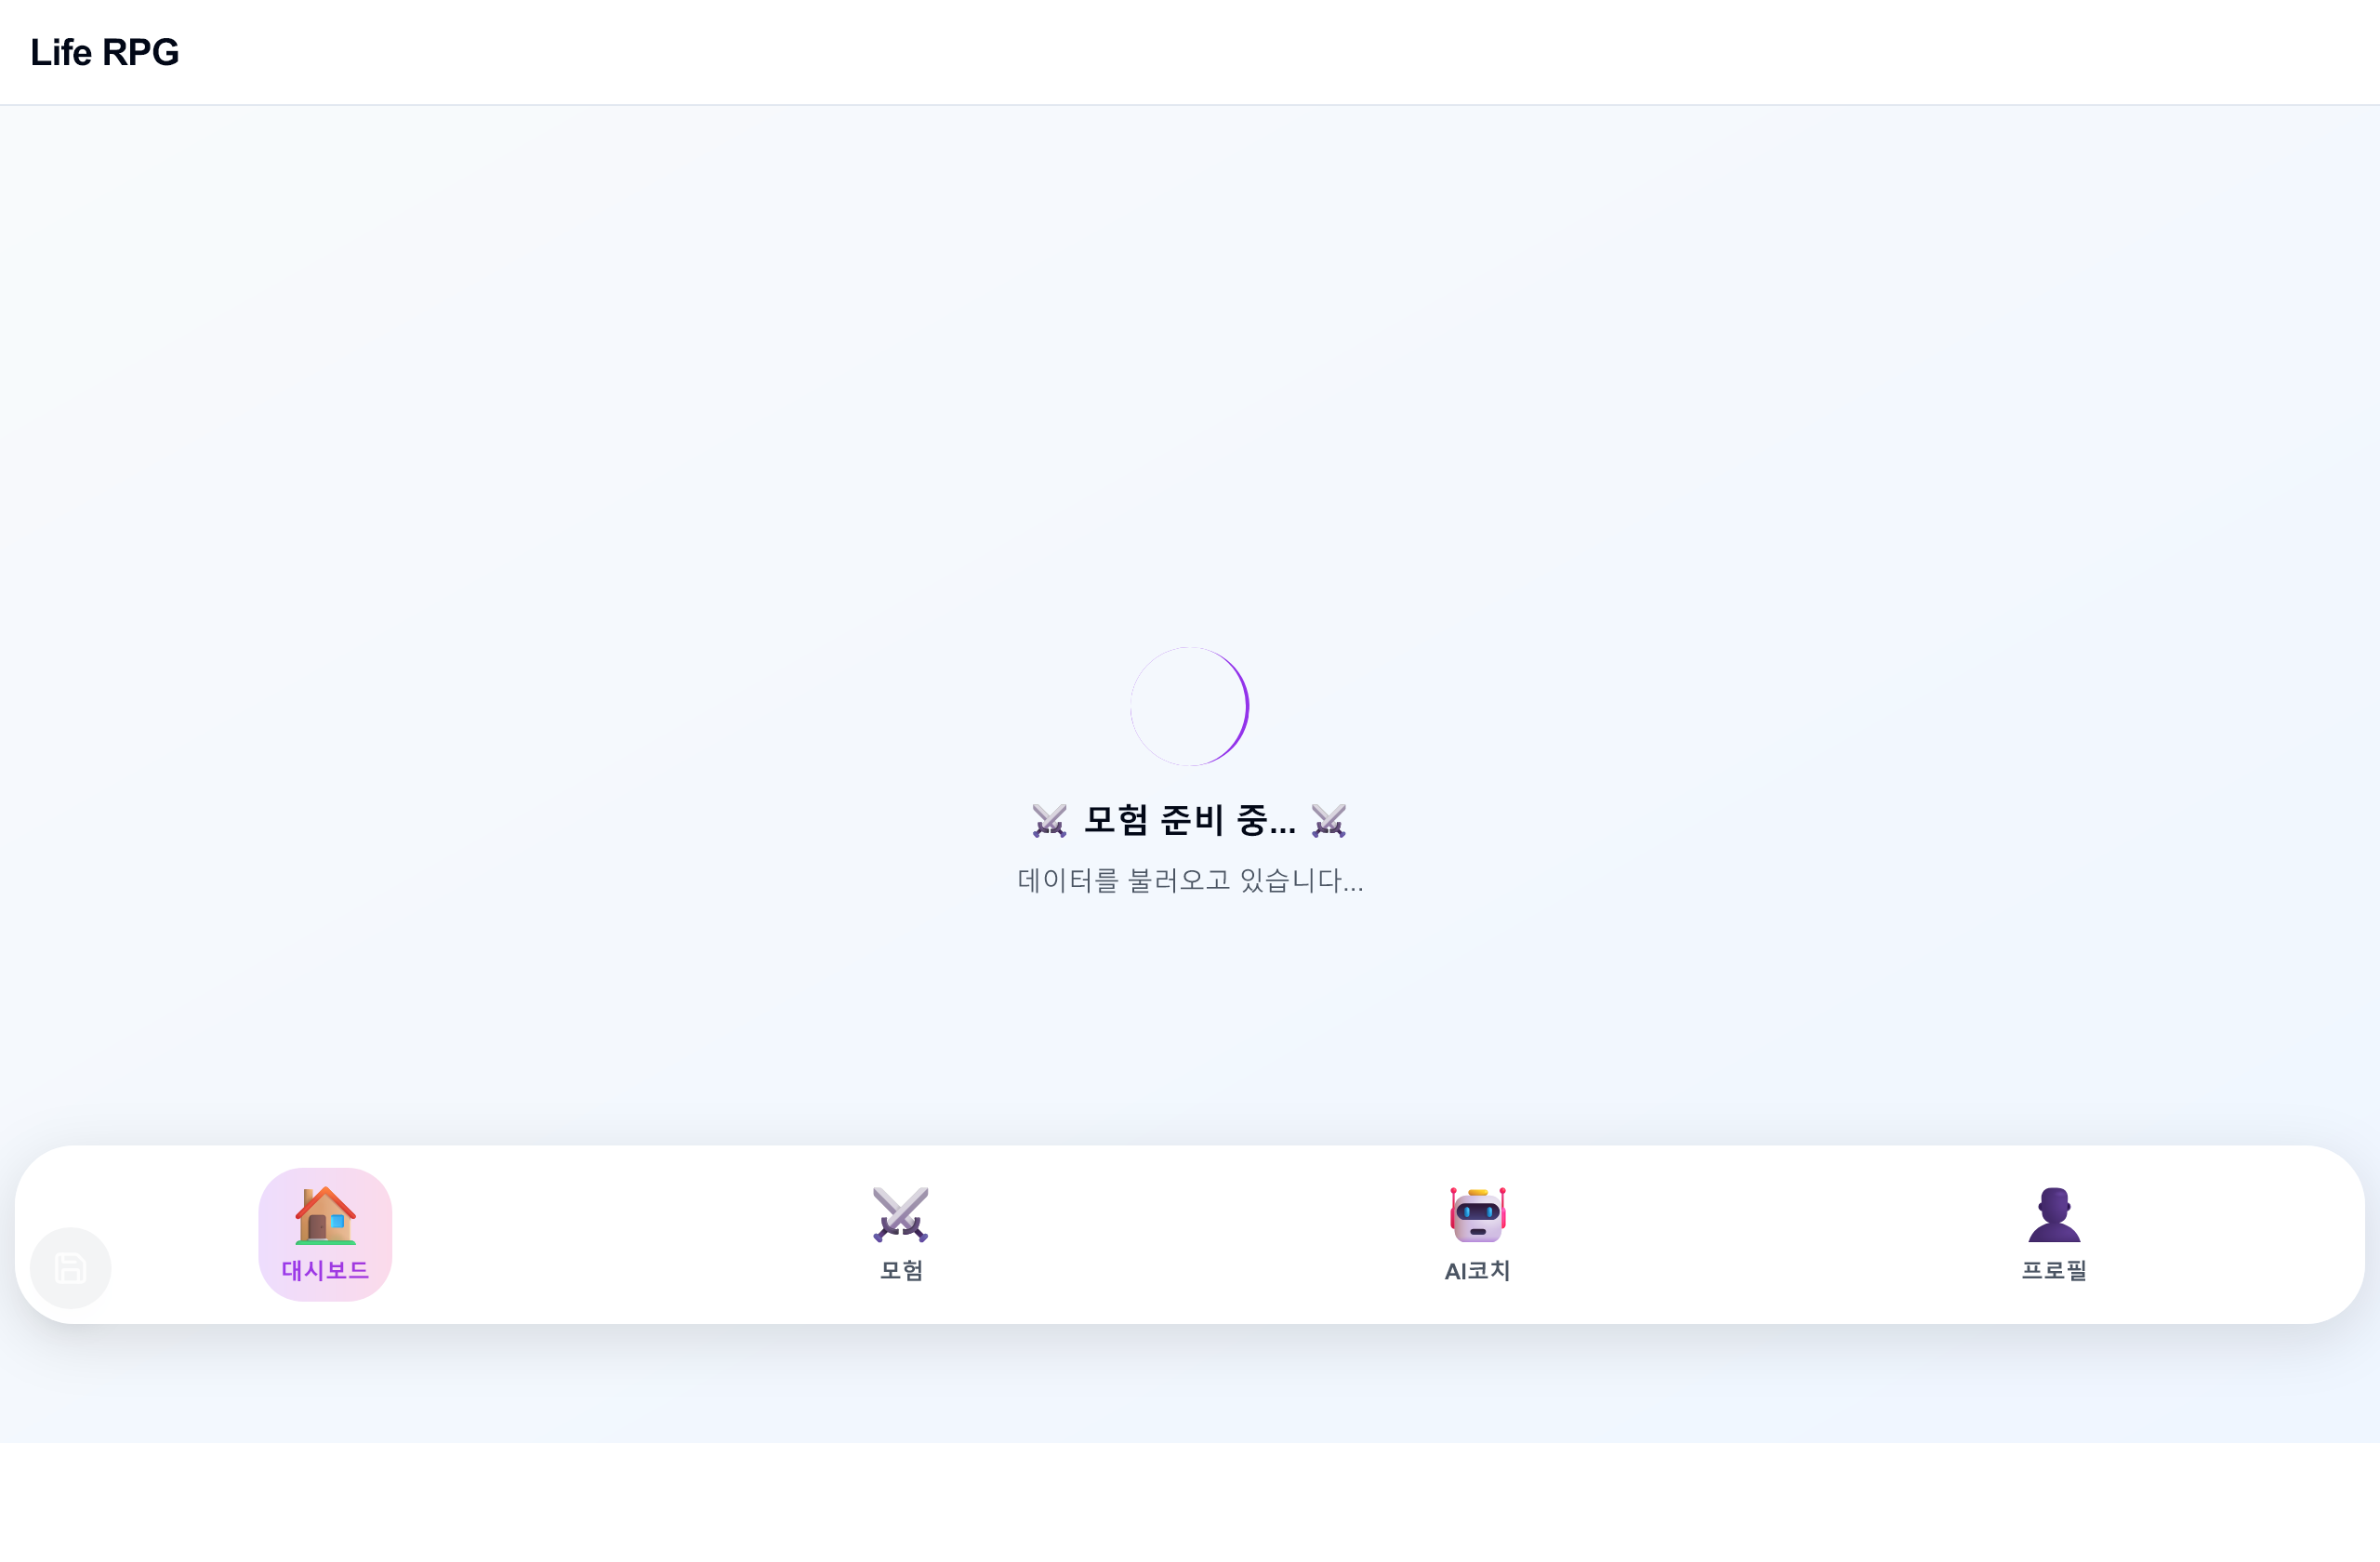 Life RPG
⚔️ 모험 준비 중... ⚔️
데이터를 불러오고 있습니다...
대시보드
모험
AI코치
프로필